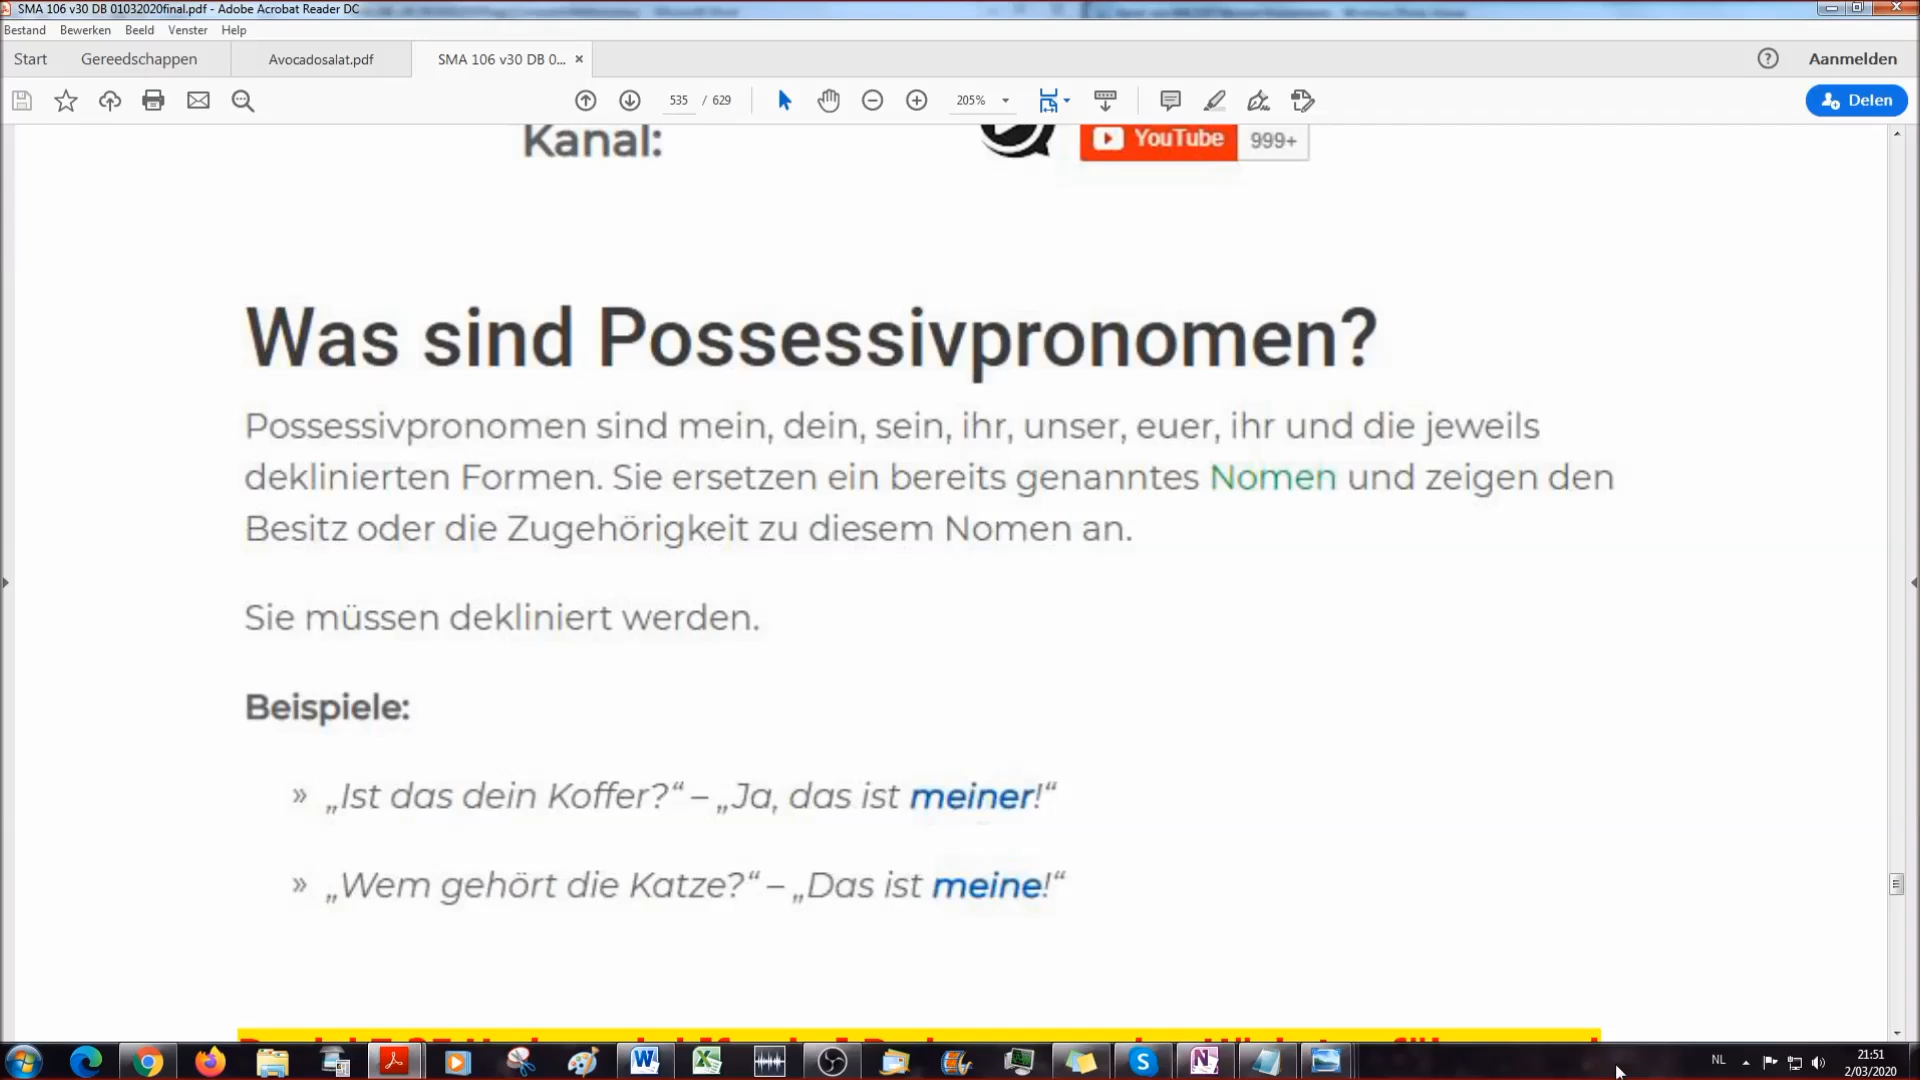 SMA 106 v30 DB 01032020final.pdf - Adobe Acrobat Reader DC
Bestand Bewerken Beeld Venster Help
Start Gereedschappen Avocadosalat.pdf SMA 106 v30 DB 0... × Aanmelden
535 / 629 205% Delen
Kanal: YouTube 999+
Was sind Possessivpronomen?
Possessivpronomen sind mein, dein, sein, ihr, unser, euer, ihr und die jeweils
deklinierten Formen. Sie ersetzen ein bereits genanntes Nomen und zeigen den
Besitz oder die Zugehörigkeit zu diesem Nomen an.
Sie müssen dekliniert werden.
Beispiele:
» „Ist das dein Koffer?“ – „Ja, das ist meiner!“
» „Wem gehört die Katze?“ – „Das ist meine!“
NL 21:51
2/03/2020